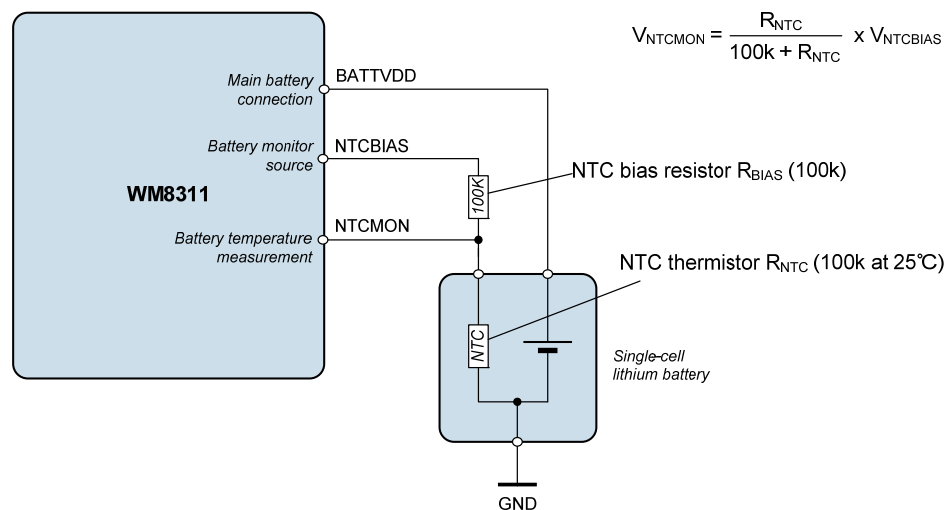 V_NTCMON = R_NTC / (100k + R_NTC) x V_NTCBIAS
Main battery
connection
BATTVDD
Battery monitor
source
NTCBIAS
WM8311
100K
NTC bias resistor R_BIAS (100k)
Battery temperature
measurement
NTCMON
NTC thermistor R_NTC (100k at 25℃)
NTC
Single-cell
lithium battery
GND